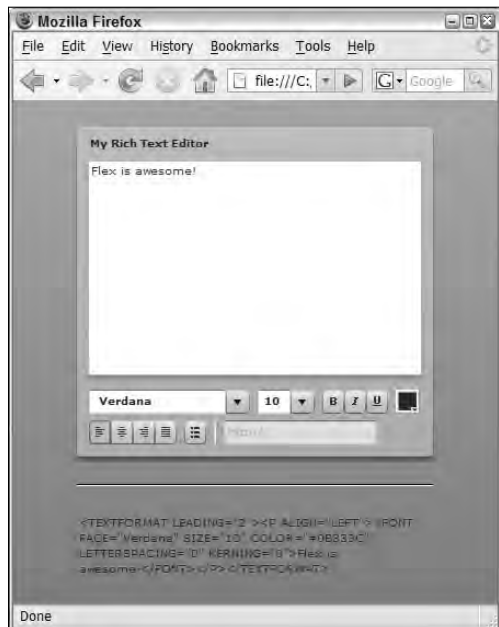 Mozilla Firefox
File Edit View History Bookmarks Tools Help
file:///C: G Google
My Rich Text Editor
Flex is awesome!
Verdana 10 B I U
http://
<TEXTFORMAT LEADING="2"><P ALIGN="LEFT"><FONT
FACE="Verdana" SIZE="10" COLOR="#0B333C"
LETTERSPACING="0" KERNING="0">Flex is
awesome!</FONT></P></TEXTFORMAT>
Done